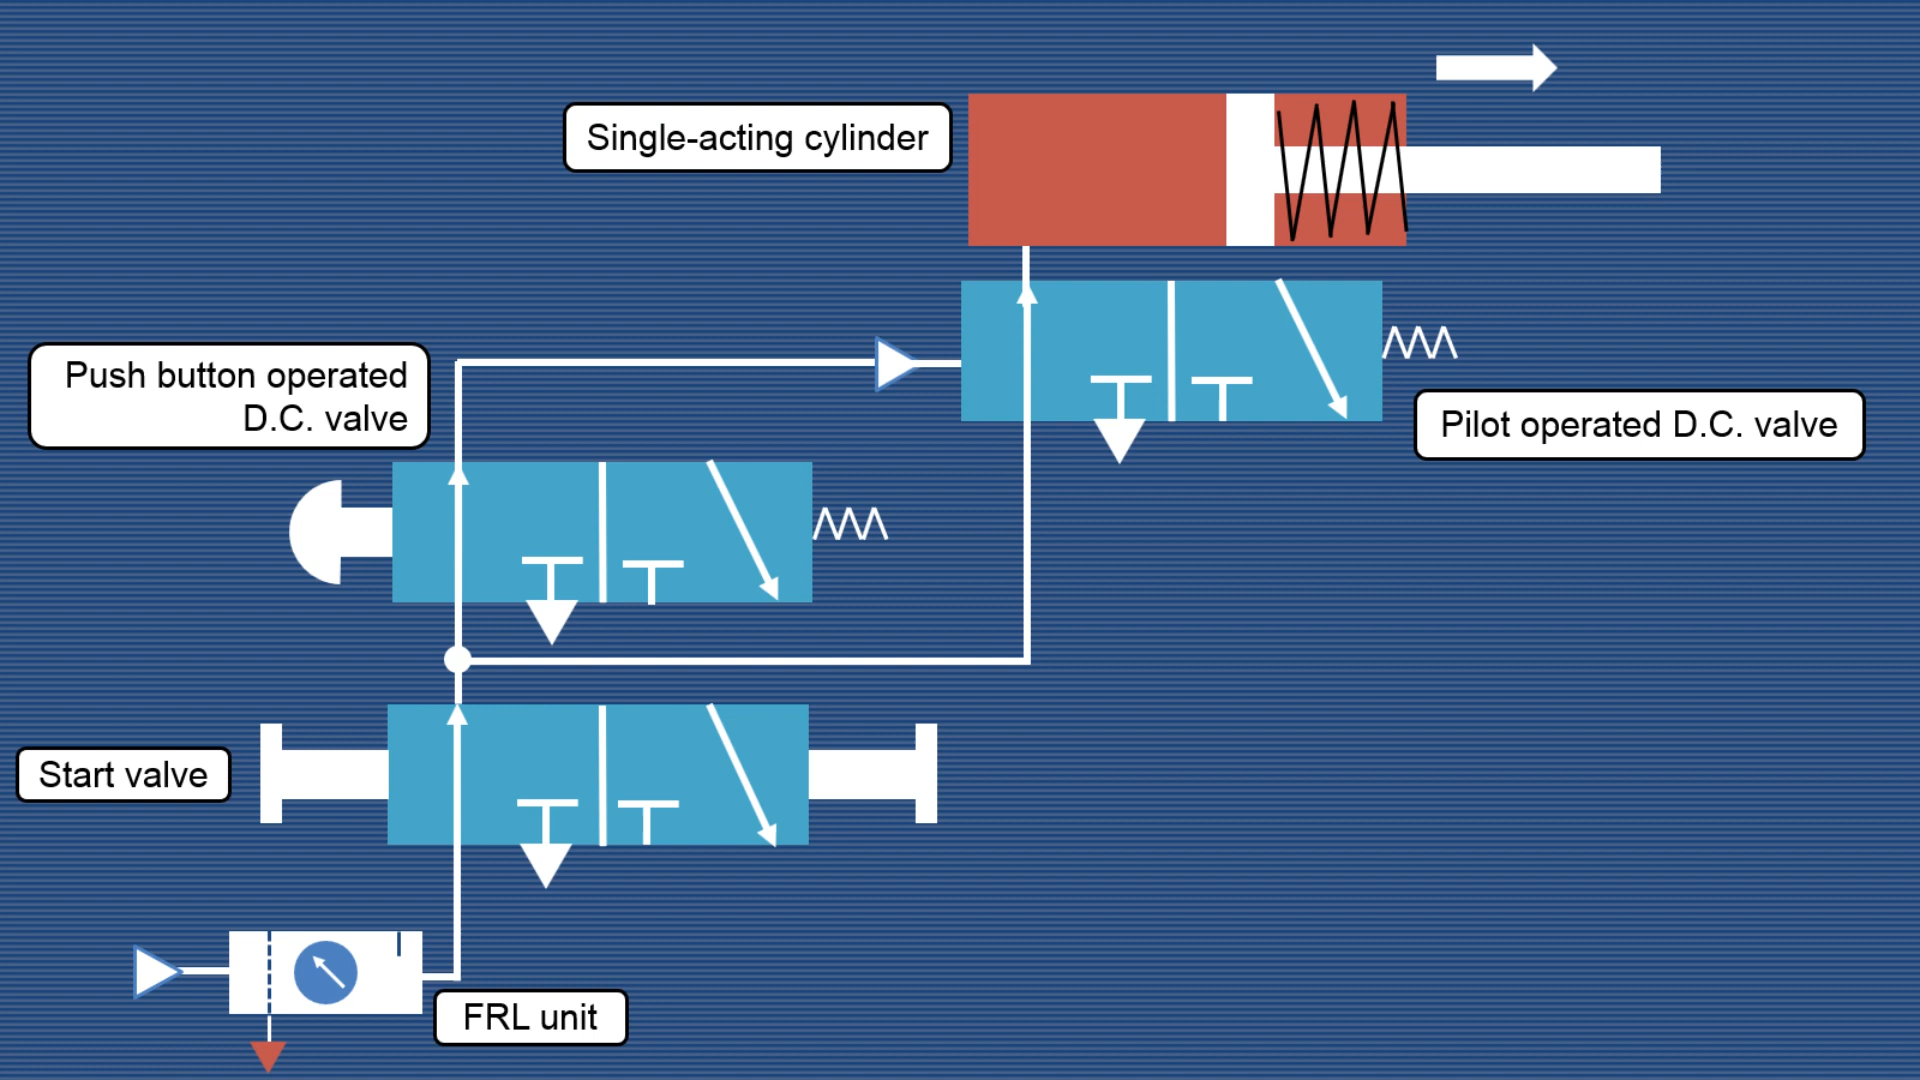 Single-acting cylinder
Push button operated
D.C. valve
Pilot operated D.C. valve
Start valve
FRL unit